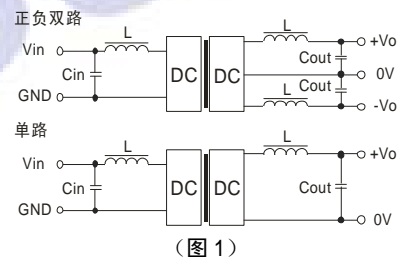 正负双路
L
L
Vin
+Vo
Cin
DC
DC
Cout
0V
L
Cout
GND
-Vo
单路
L
L
Vin
+Vo
Cin
DC
DC
Cout
GND
0V
（图 1）